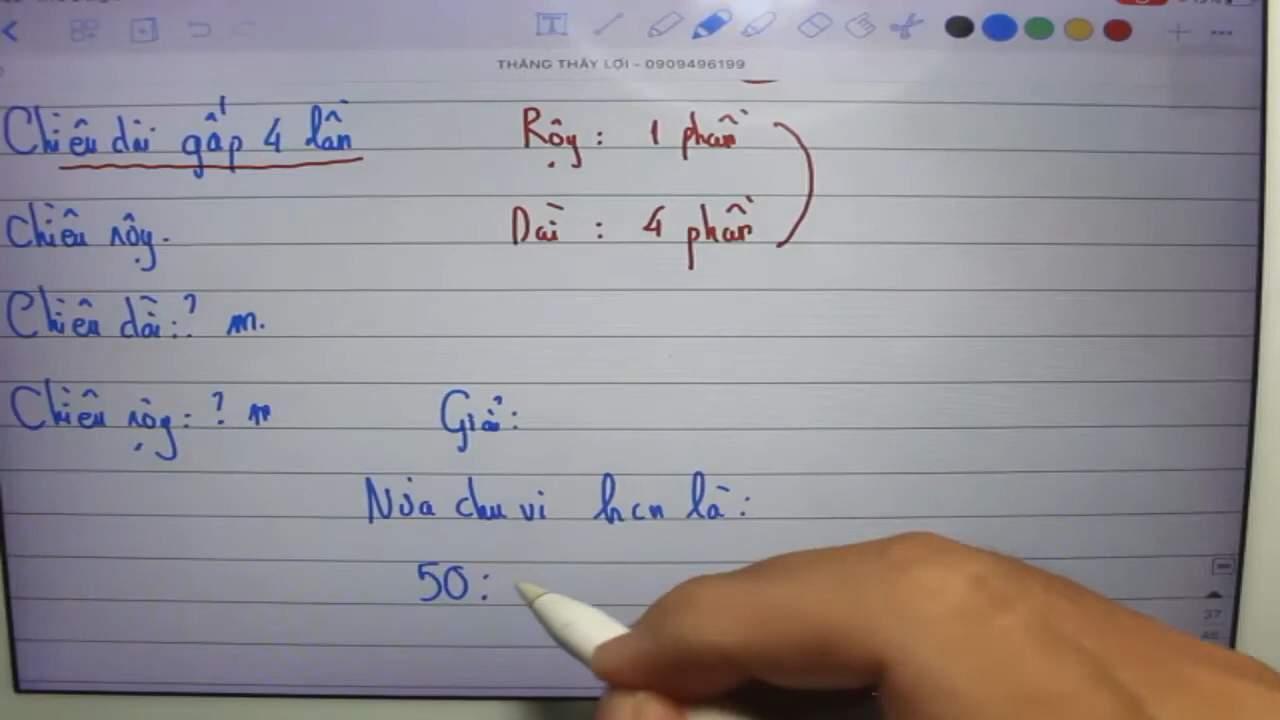 THẮNG THẦY LỢI - 0909496199
Chiều dài gấp 4 lần
chiều rộng.
Chiều dài: ? m.
Chiều rộng: ? m
Rộng: 1 phần
Dài: 4 phần
Giải:
Nửa chu vi hcn là:
50:
37